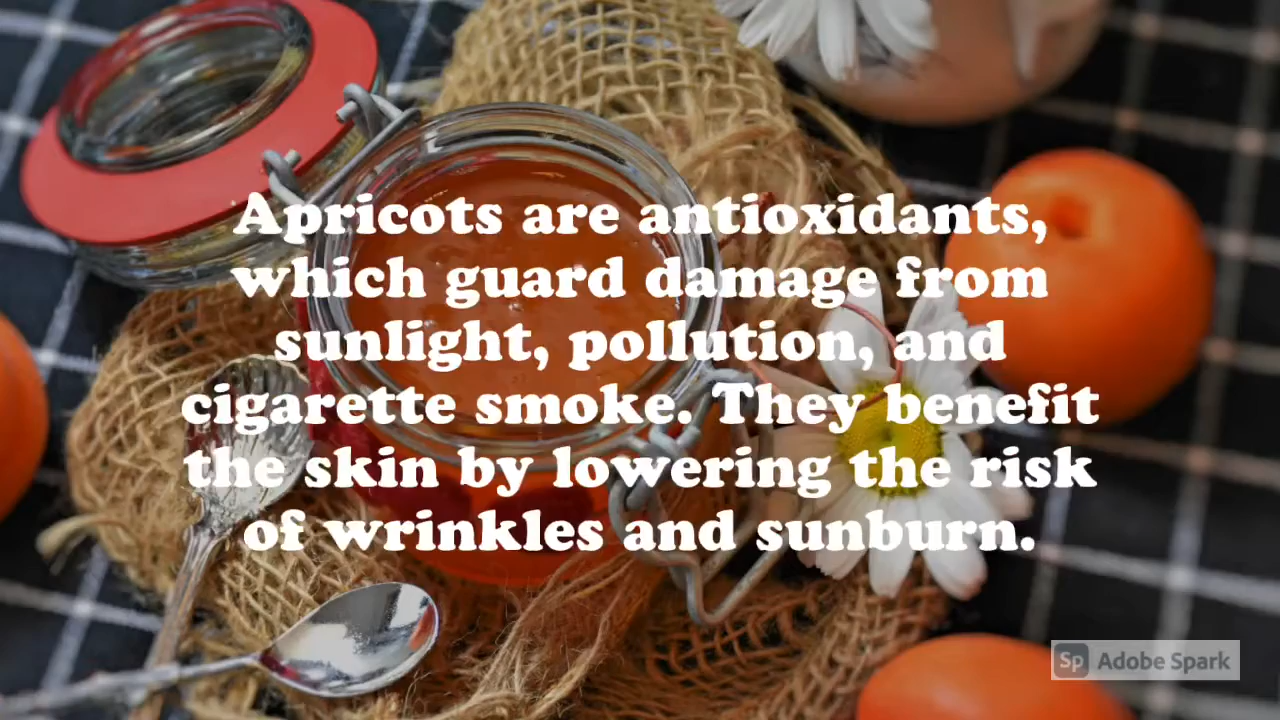 Apricots are antioxidants,
which guard damage from
sunlight, pollution, and
cigarette smoke. They benefit
the skin by lowering the risk
of wrinkles and sunburn.
Sp Adobe Spark